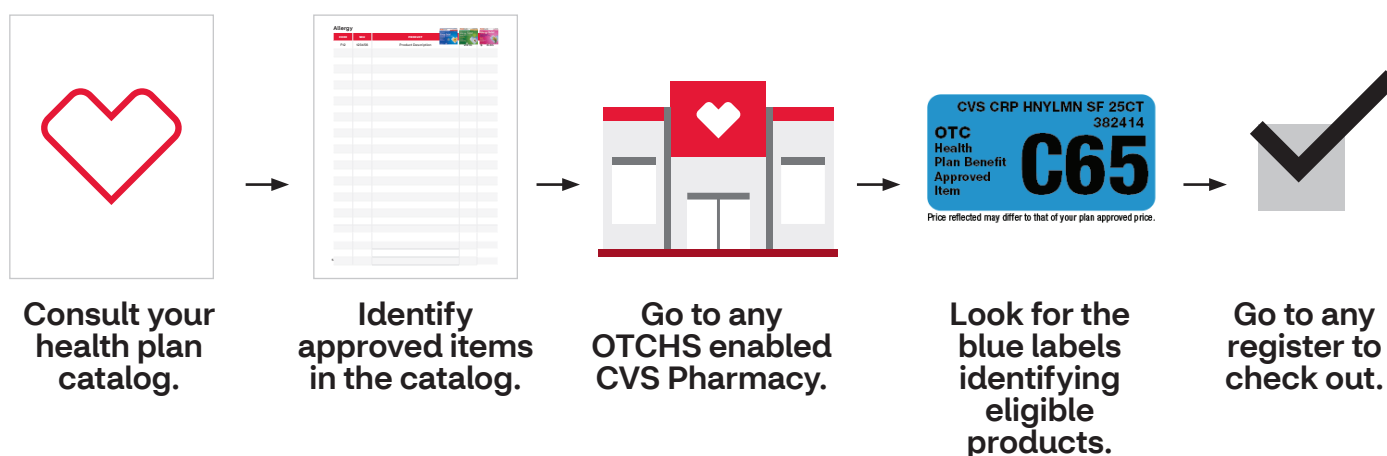 Allergy
Product Description
CVS CRP HNYLMN SF 25CT
382414
OTC
Health
Plan Benefit
Approved
Item
C65
Price reflected may differ to that of your plan approved price.
Consult your
health plan
catalog.
Identify
approved items
in the catalog.
Go to any
OTCHS enabled
CVS Pharmacy.
Look for the
blue labels
identifying
eligible
products.
Go to any
register to
check out.